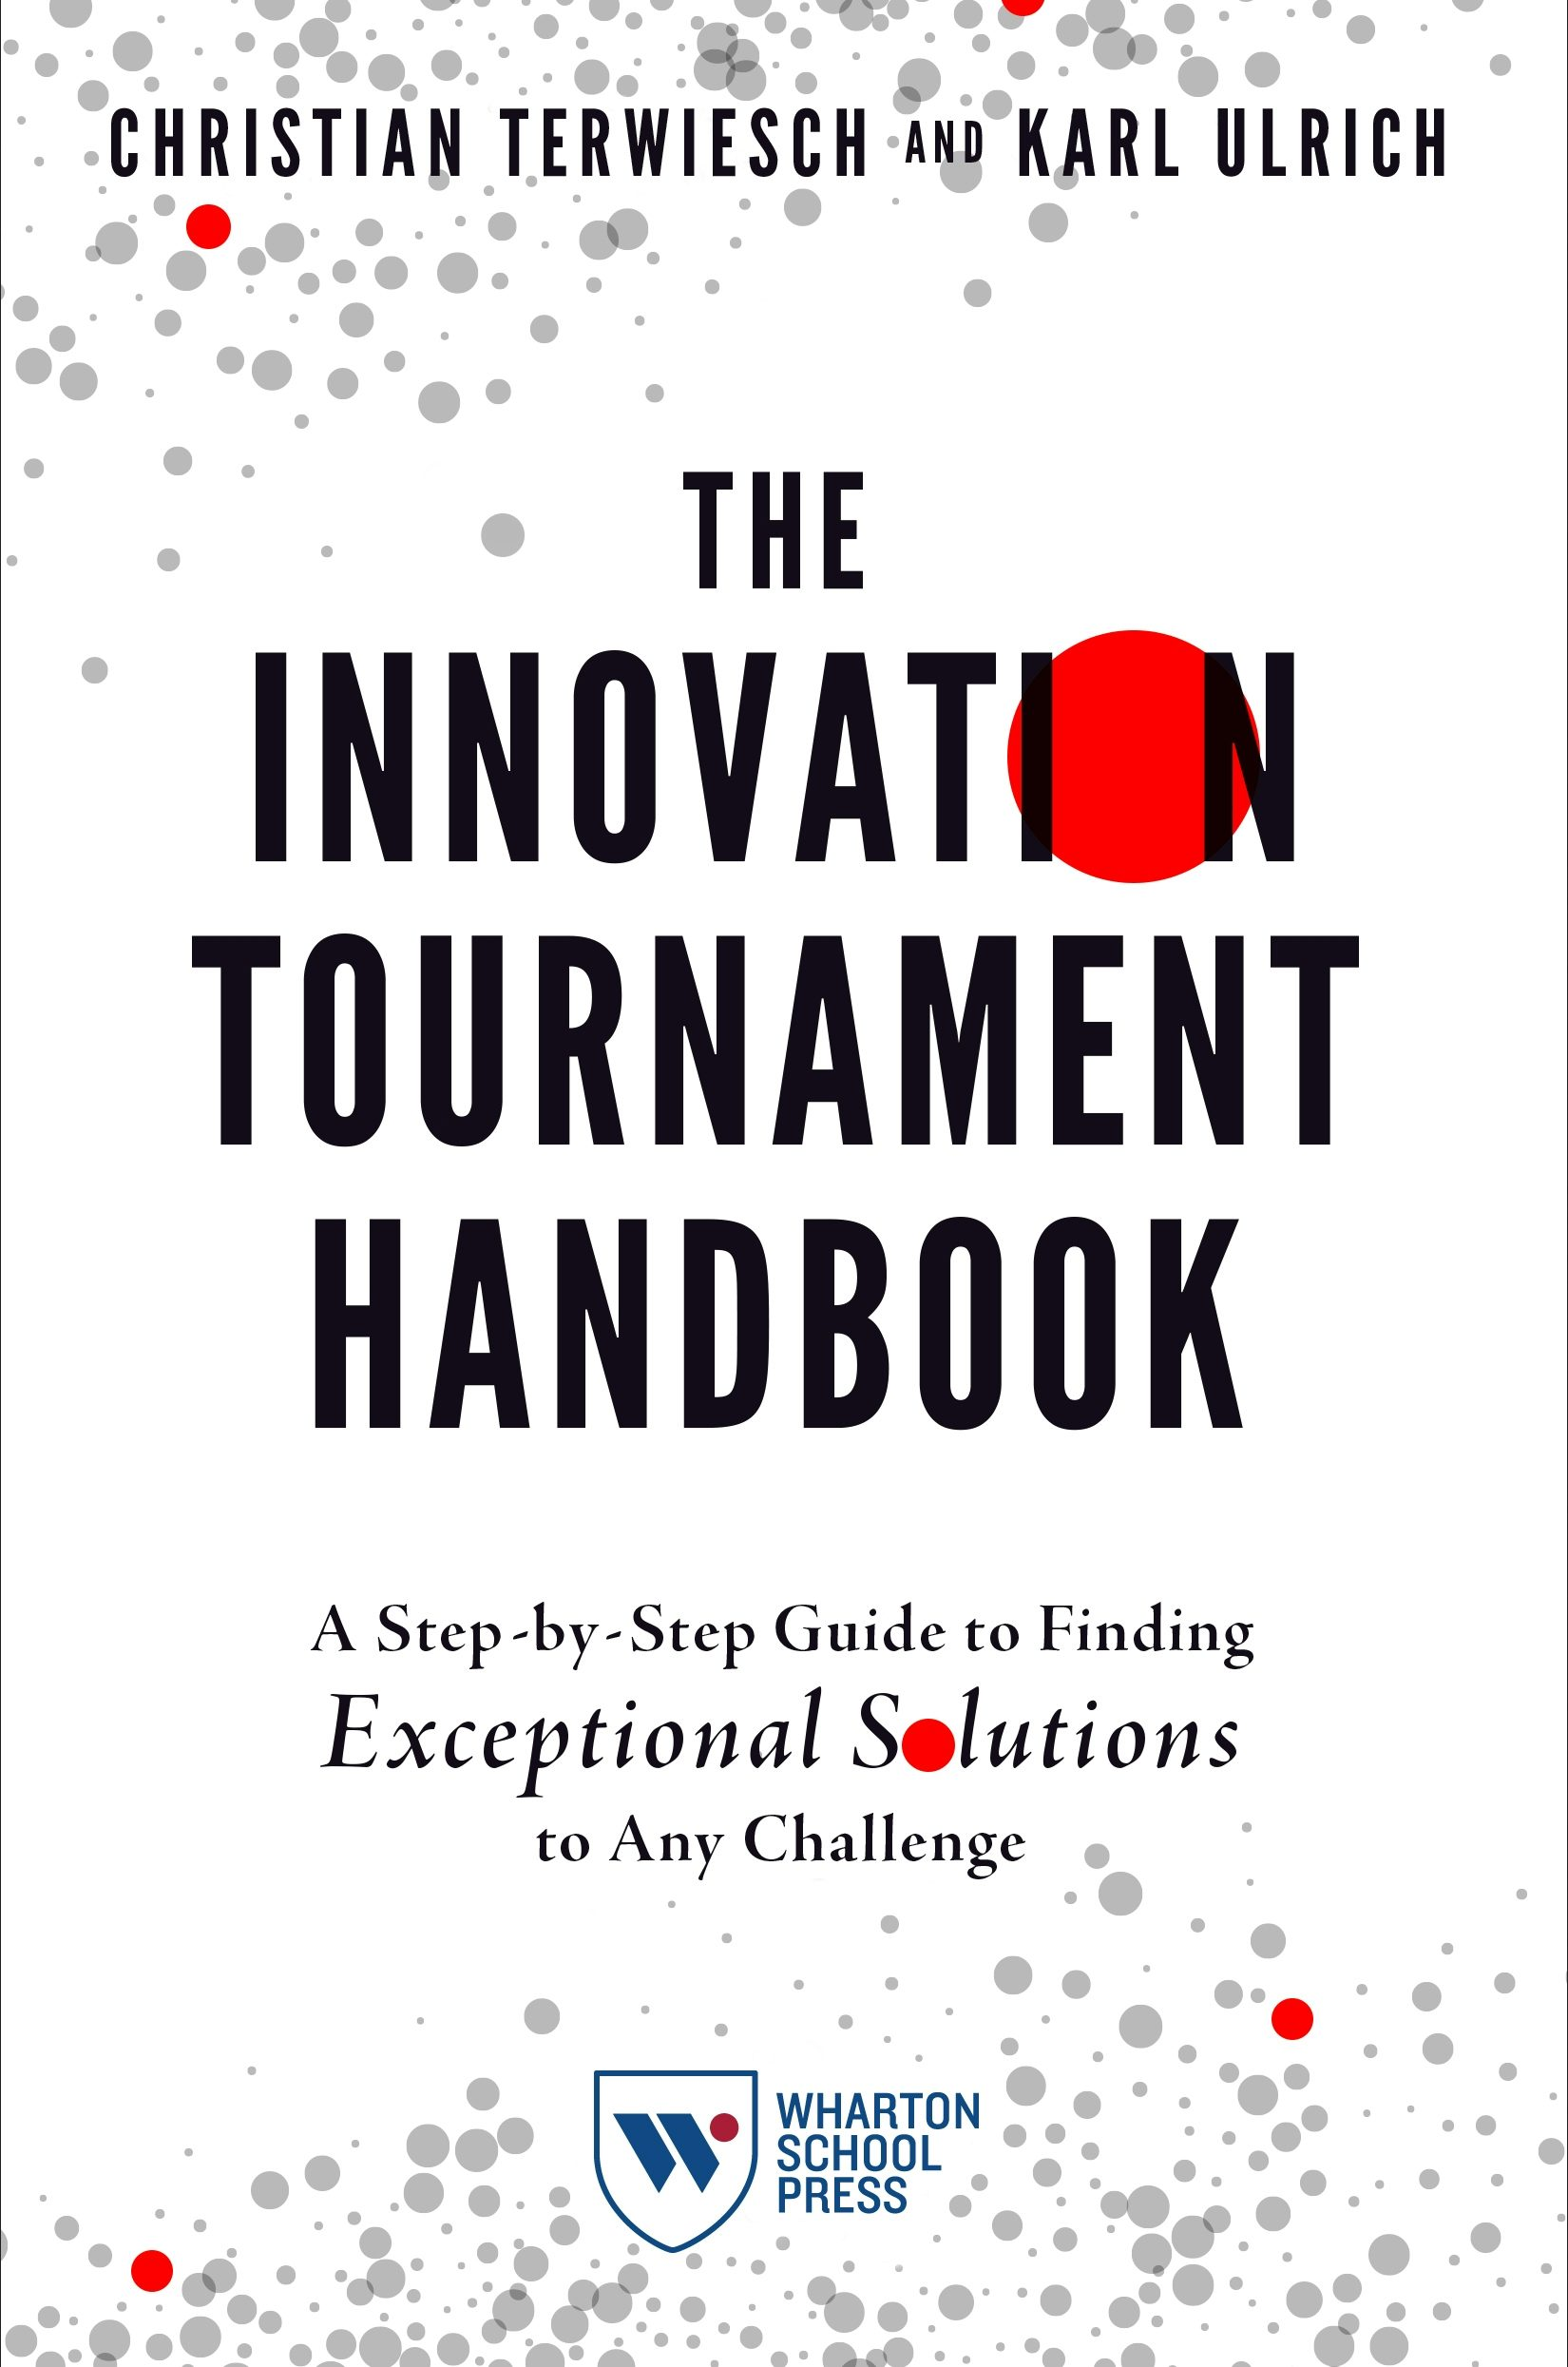 CHRISTIAN TERWIESCH AND KARL ULRICH
THE
INNOVATION
TOURNAMENT
HANDBOOK
A Step-by-Step Guide to Finding
Exceptional Solutions
to Any Challenge
WHARTON
SCHOOL
PRESS